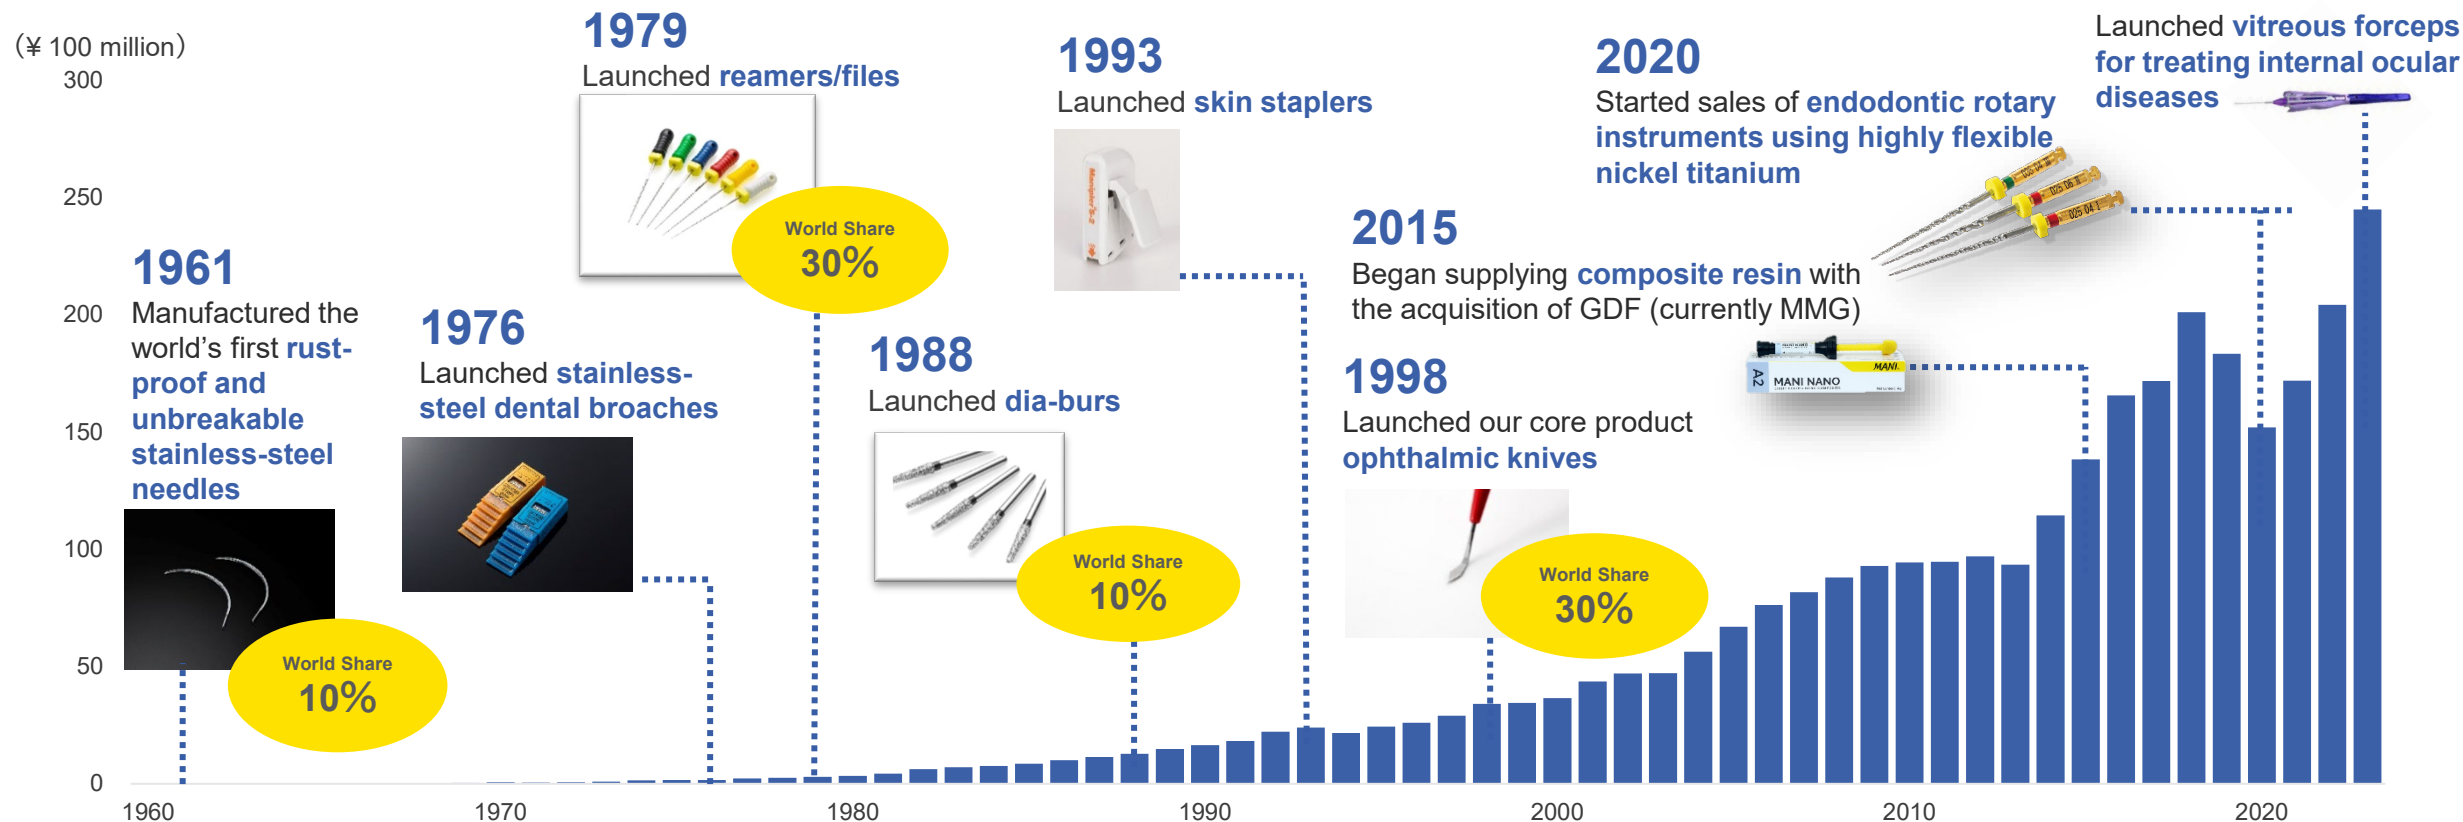 (¥ 100 million)
300
250
200
150
100
50
0
1960
1970
1980
1990
2000
2010
2020
1961
Manufactured the
world's first rust-
proof and
unbreakable
stainless-steel
needles
World Share
10%
1976
Launched stainless-
steel dental broaches
1979
Launched reamers/files
World Share
30%
1988
Launched dia-burs
World Share
10%
1993
Launched skin staplers
1998
Launched our core product
ophthalmic knives
World Share
30%
2015
Began supplying composite resin with
the acquisition of GDF (currently MMG)
A2
MANI NANO
MANI.
2020
Started sales of endodontic rotary
instruments using highly flexible
nickel titanium
025 04 I
Launched vitreous forceps
for treating internal ocular
diseases